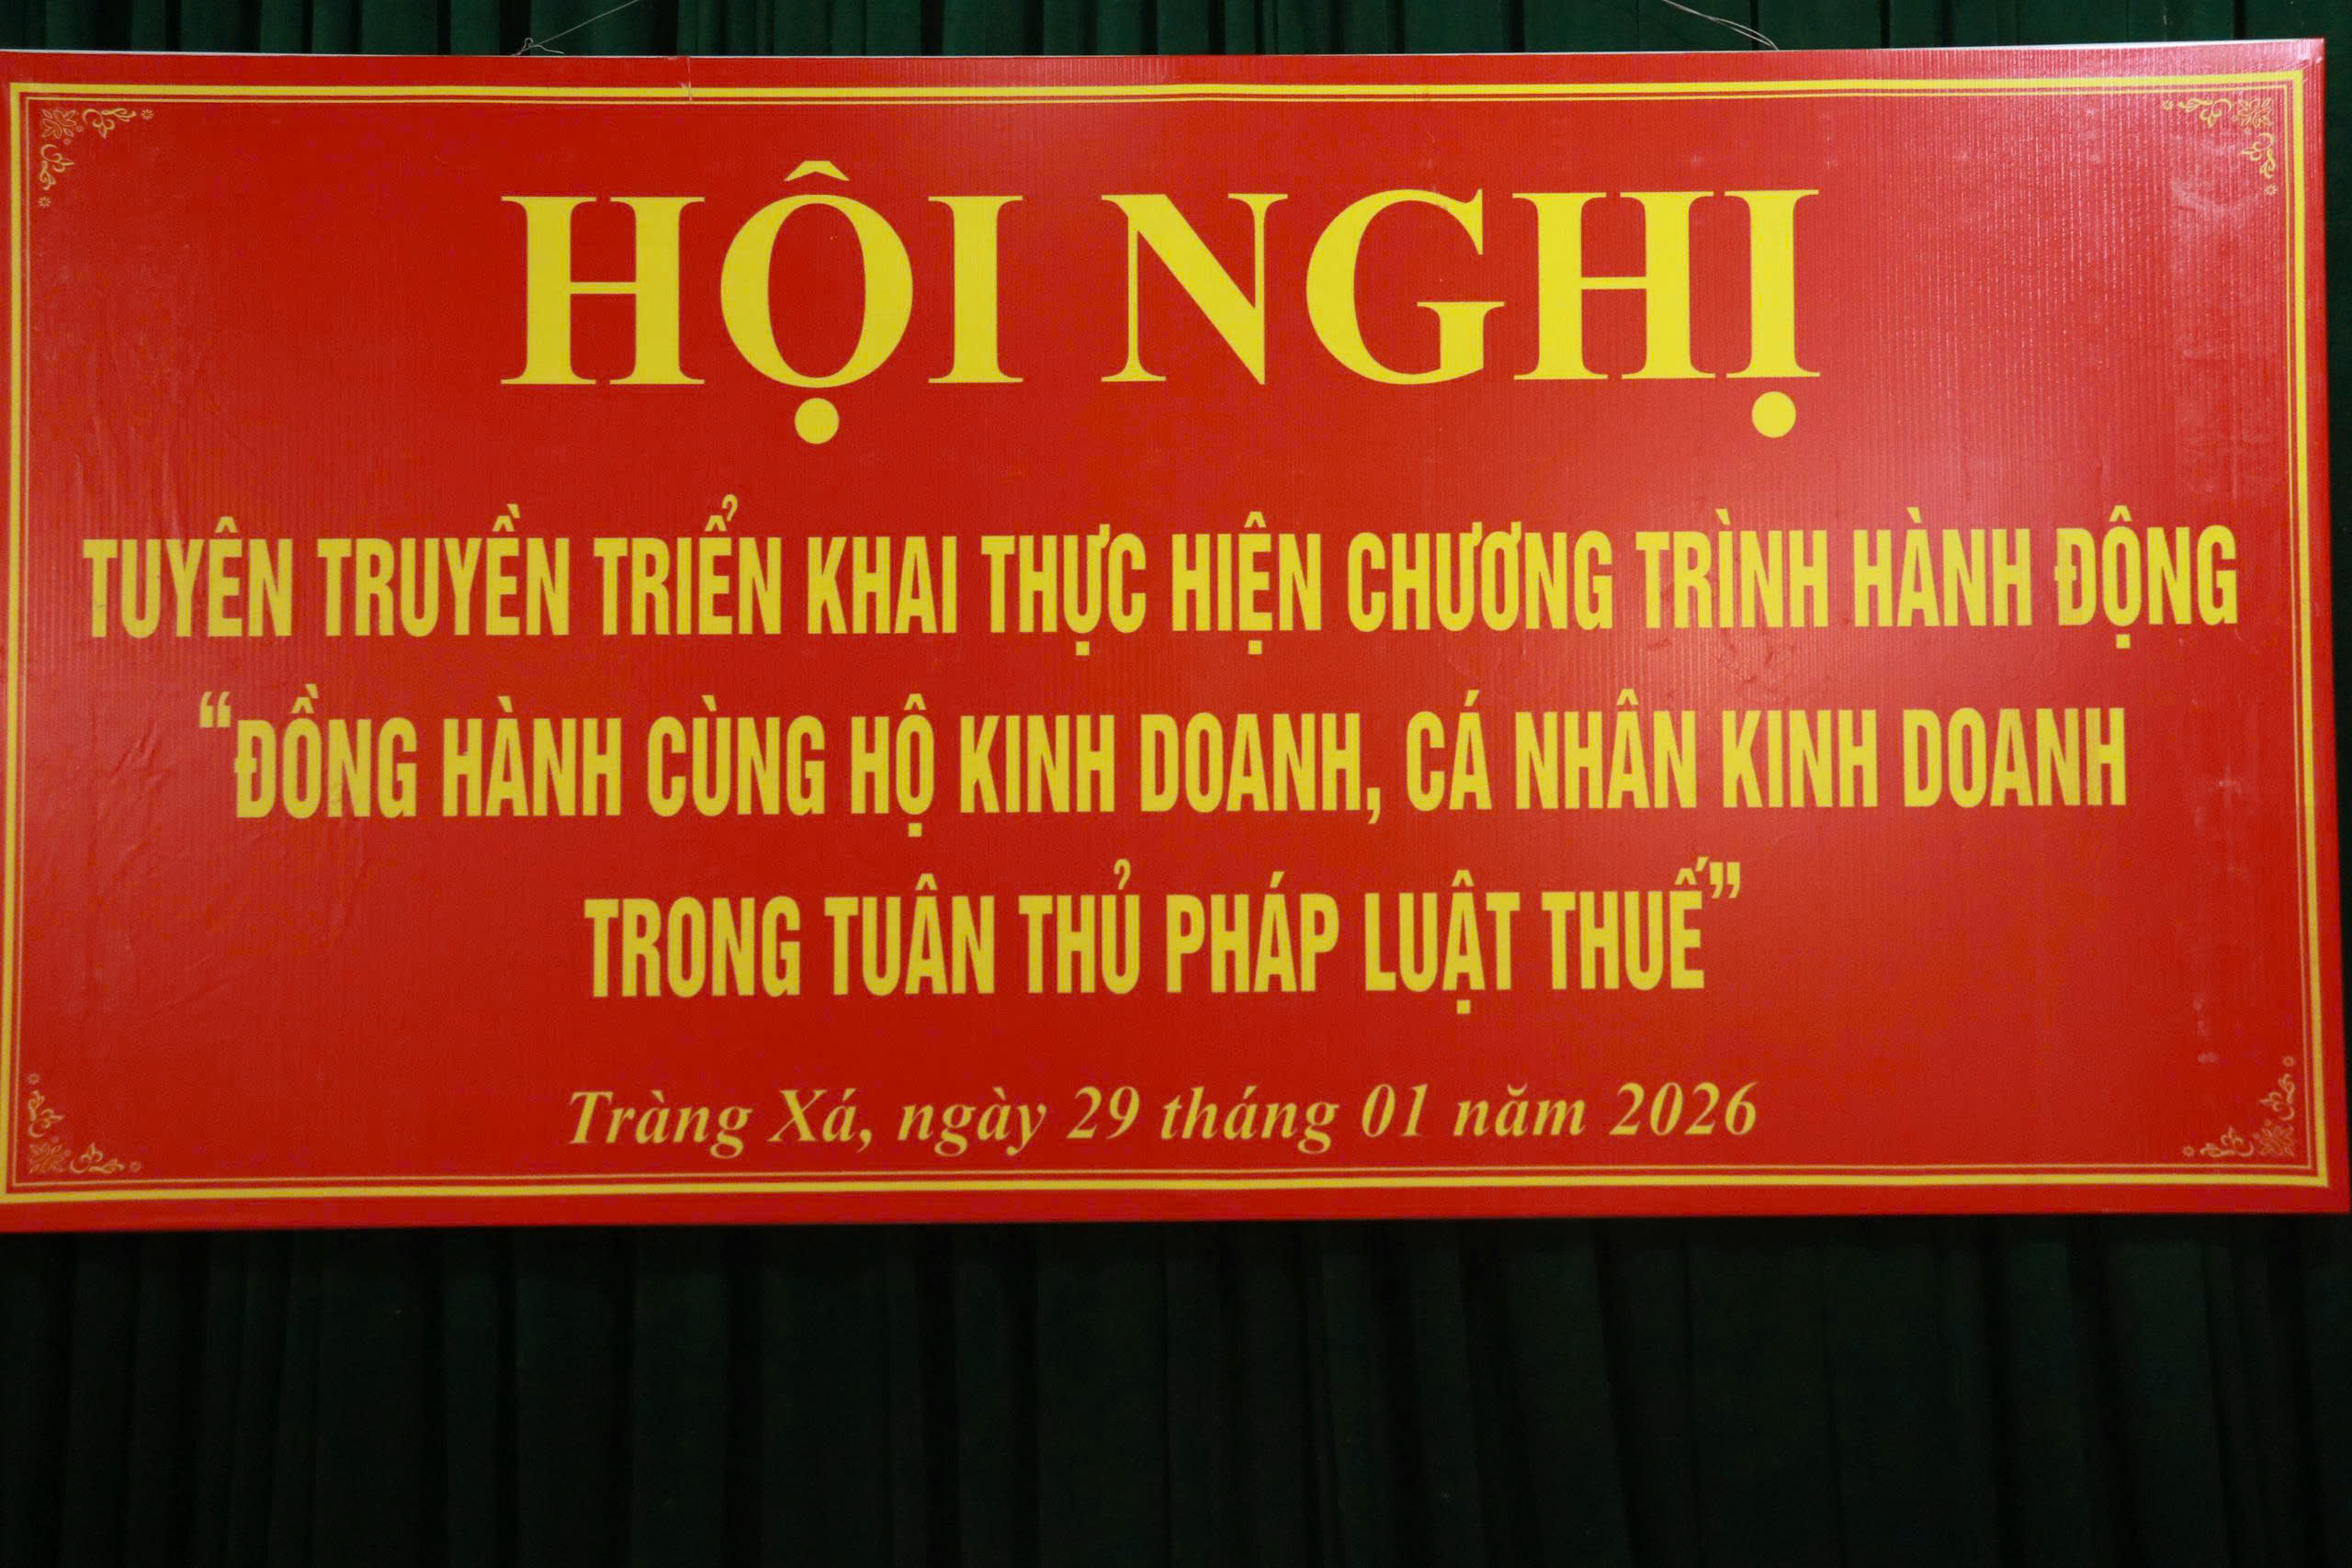 HỘI NGHỊ
TUYÊN TRUYỀN TRIỂN KHAI THỰC HIỆN CHƯƠNG TRÌNH HÀNH ĐỘNG
“ĐỒNG HÀNH CÙNG HỘ KINH DOANH, CÁ NHÂN KINH DOANH
TRONG TUÂN THỦ PHÁP LUẬT THUẾ”
Tràng Xá, ngày 29 tháng 01 năm 2026